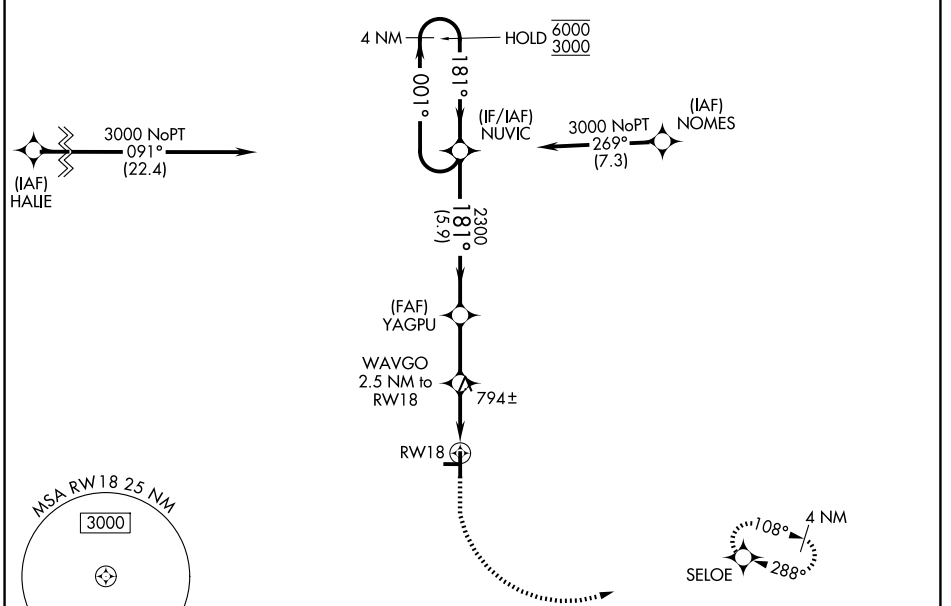 4 NM
HOLD
6000
3000
181°
001°
(IF/IAF)
NUVIC
(IAF)
NOMES
3000 NoPT
269°
(7.3)
3000 NoPT
091°
(22.4)
(IAF)
HALIE
2300
181°
(5.9)
(FAF)
YAGPU
WAVGO
2.5 NM to
RW18
794±
RW18
MSA RW18 25 NM
3000
108°
4 NM
SELOE
288°